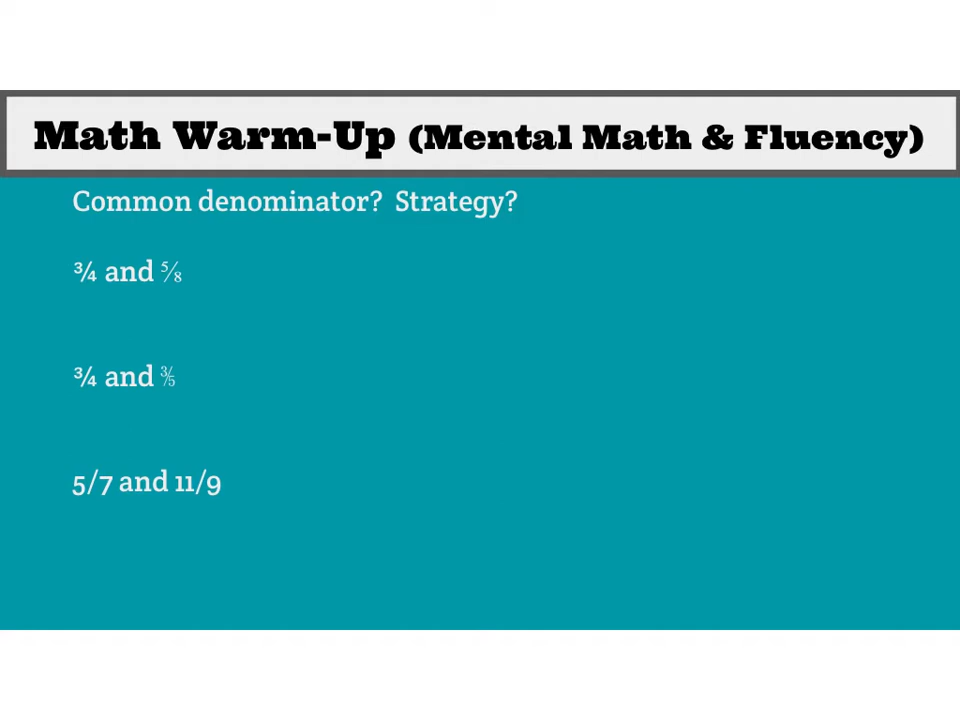 Math Warm-Up (Mental Math & Fluency)
Common denominator? Strategy?
¾ and ⅝
¾ and ⅗
5/7 and 11/9